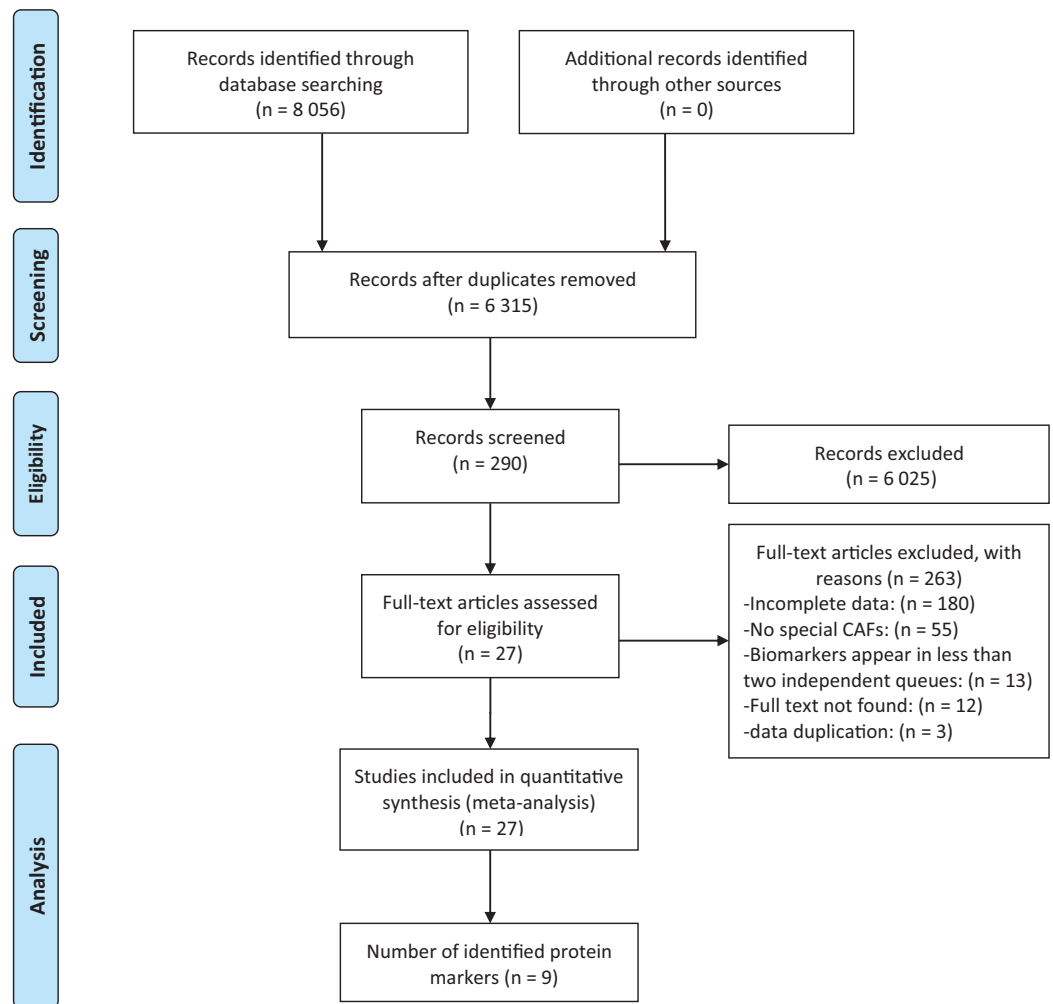 Identification
Records identified through
database searching
(n = 8 056)
Additional records identified
through other sources
(n = 0)
Screening
Records after duplicates removed
(n = 6 315)
Eligibility
Records screened
(n = 290)
Records excluded
(n = 6 025)
Included
Full-text articles assessed
for eligibility
(n = 27)
Full-text articles excluded, with
reasons (n = 263)
-Incomplete data: (n = 180)
-No special CAFs: (n = 55)
-Biomarkers appear in less than
two independent queues: (n = 13)
-Full text not found: (n = 12)
-data duplication: (n = 3)
Analysis
Studies included in quantitative
synthesis (meta-analysis)
(n = 27)
Number of identified protein
markers (n = 9)